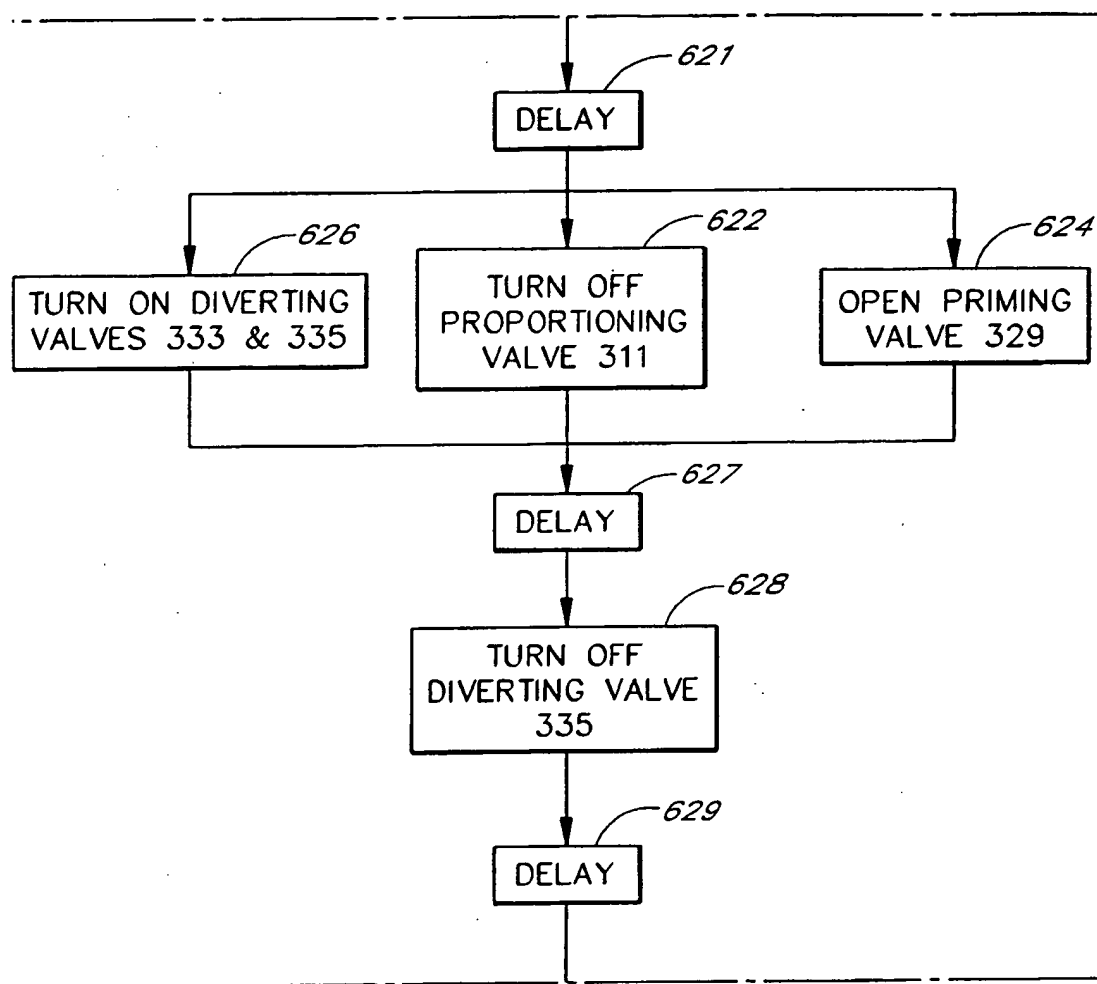 621
DELAY
626
TURN ON DIVERTING
VALVES 333 & 335
622
TURN OFF
PROPORTIONING
VALVE 311
624
OPEN PRIMING
VALVE 329
627
DELAY
628
TURN OFF
DIVERTING VALVE
335
629
DELAY